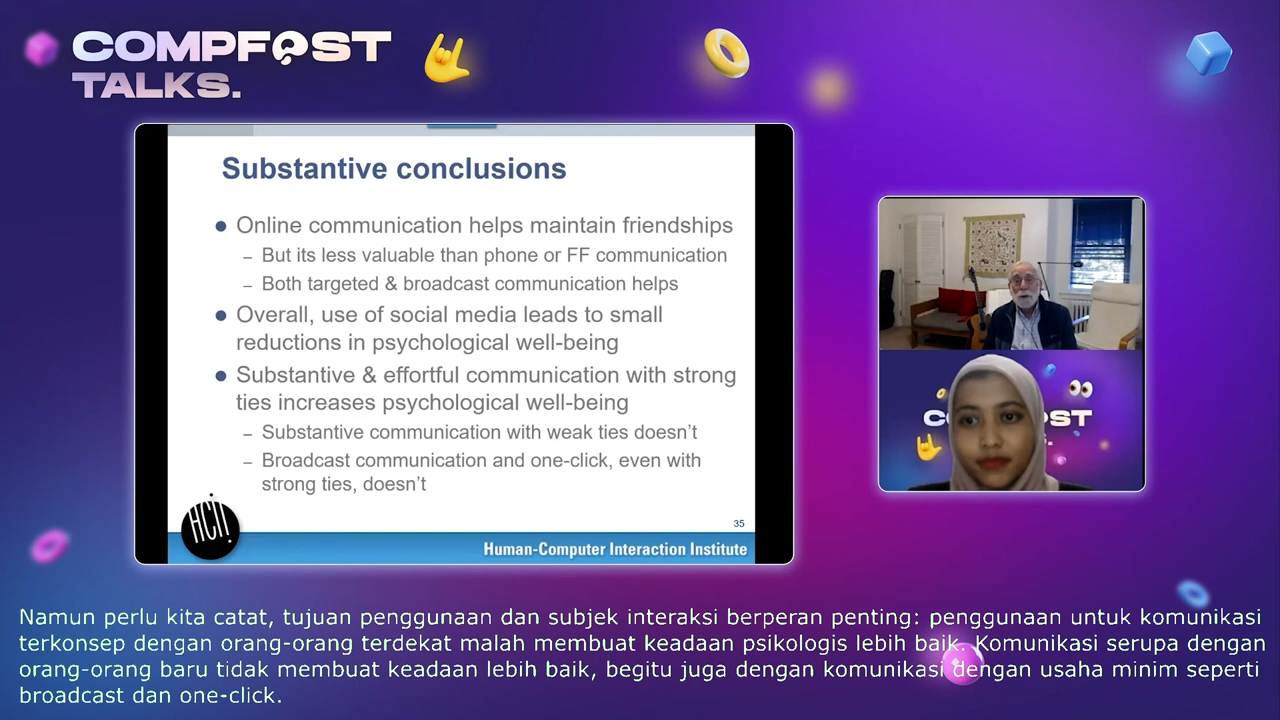 COMPFEST
TALKS.
Substantive conclusions
Online communication helps maintain friendships
– But its less vauable than phone or FF communication
– Both targeted & broadcast communication helps
Overall, use of social media leads to small
reductions in psychological well-being
Substantive & effortful communication with strong
ties increases psychological well-being
– Substantive communication with weak ties doesn't
– Broadcast communication and one-click, even with
strong ties, doesn't
HCII
35
Human-Computer Interaction Institute
Namun perlu kita catat, tujuan penggunaan dan subjek interaksi berperan penting: penggunaan untuk komunikasi
terkonsep dengan orang-orang terdekat malah membuat keadaan psikologis lebih baik. Komunikasi serupa dengan
orang-orang baru tidak membuat keadaan lebih baik, begitu juga dengan komunikasi dengan usaha minim seperti
broadcast dan one-click.